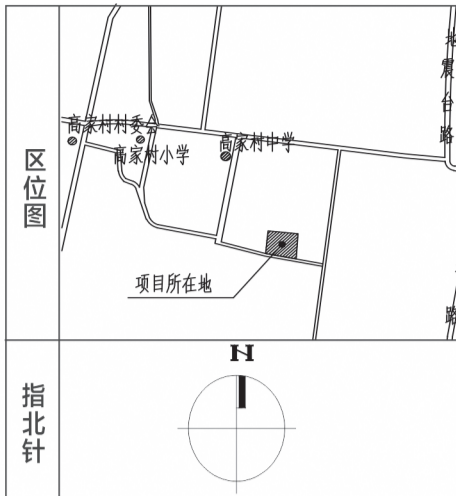 区位图
高家村村委会
高家村小学
高家村中学
地震台路
项目所在地
路
指北针
N